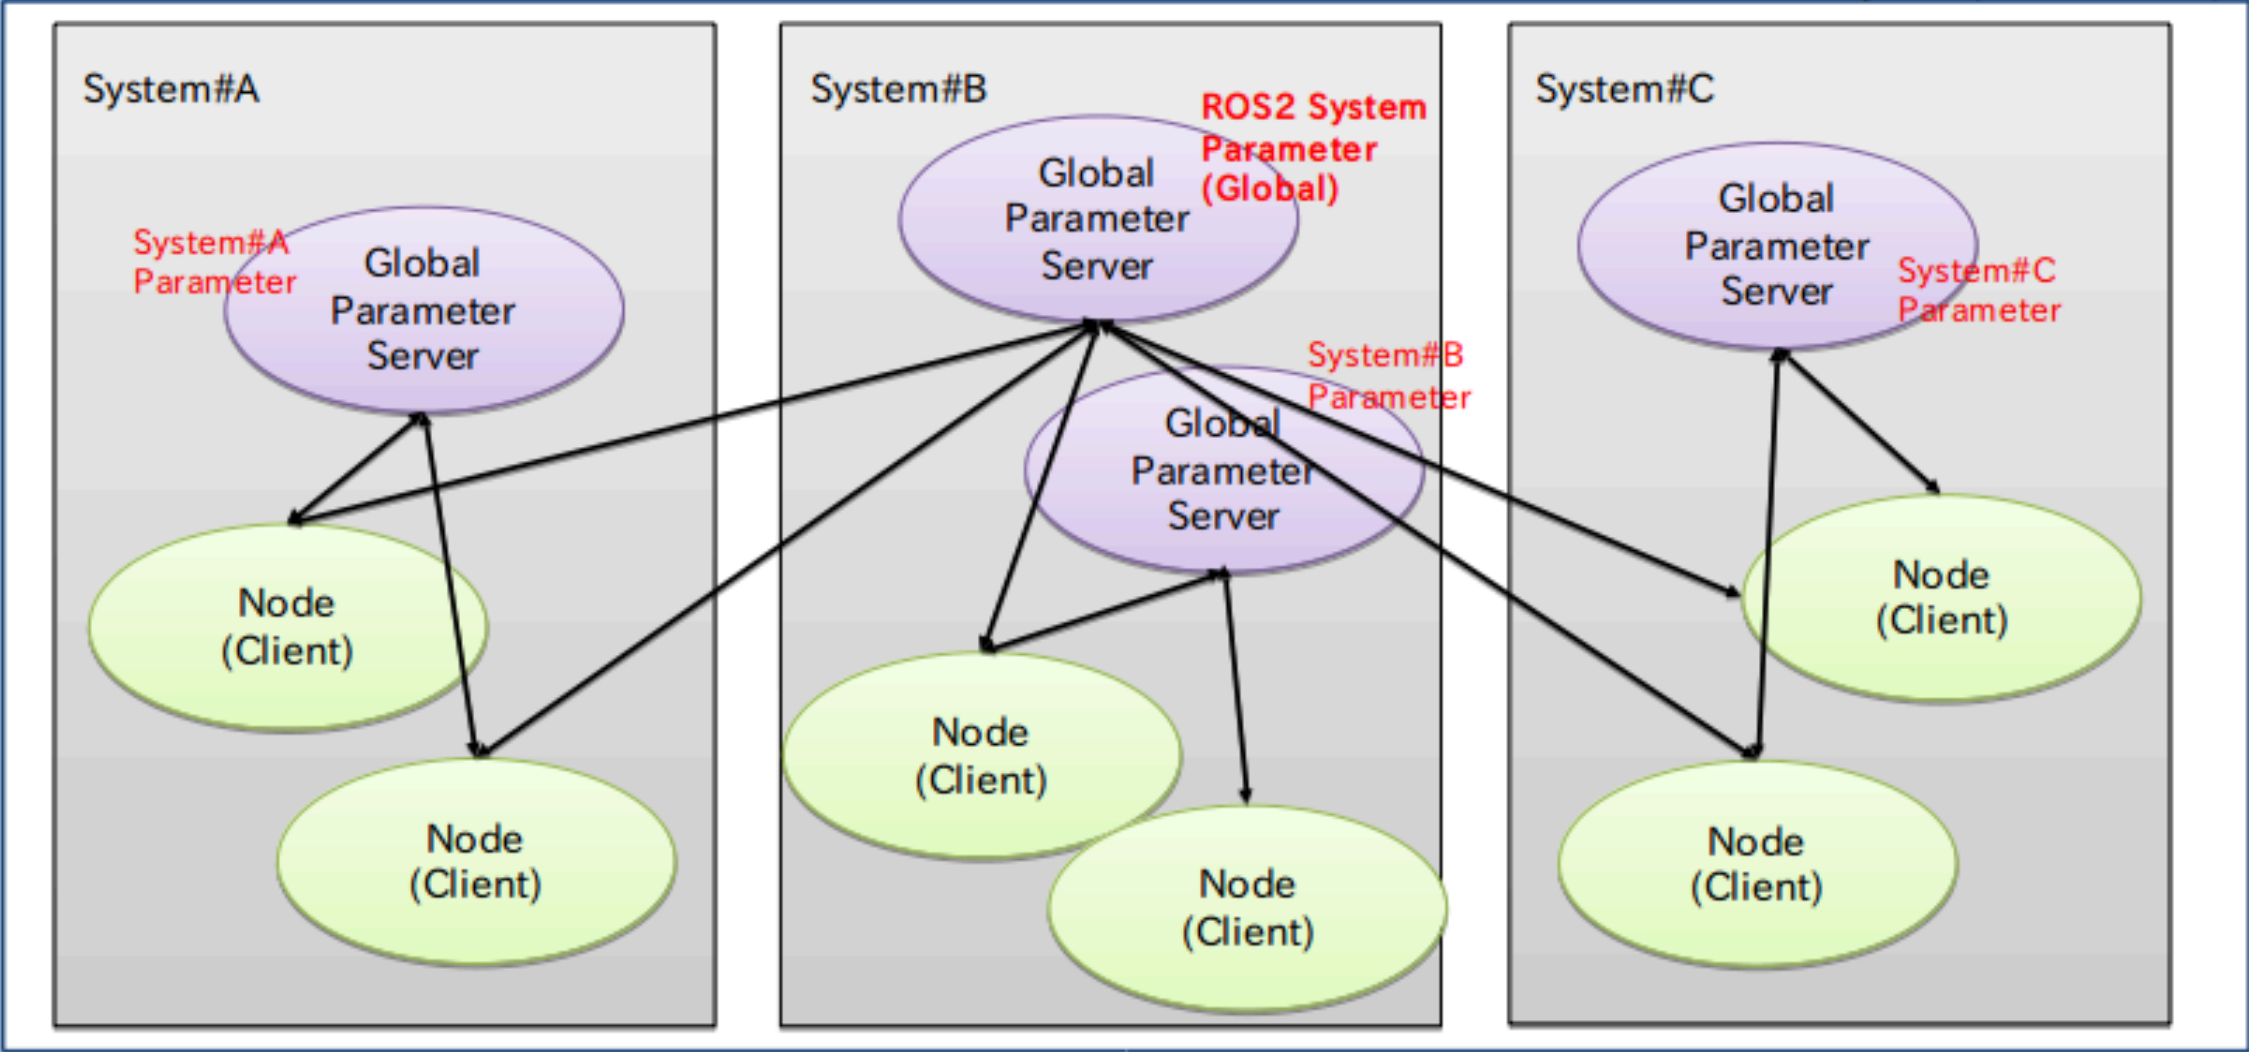 System#A
System#A
Parameter
Global
Parameter
Server
Node
(Client)
Node
(Client)
System#B
ROS2 System
Parameter
(Global)
Global
Parameter
Server
System#B
Parameter
Global
Parameter
Server
Node
(Client)
Node
(Client)
System#C
Global
Parameter
Server
System#C
Parameter
Node
(Client)
Node
(Client)